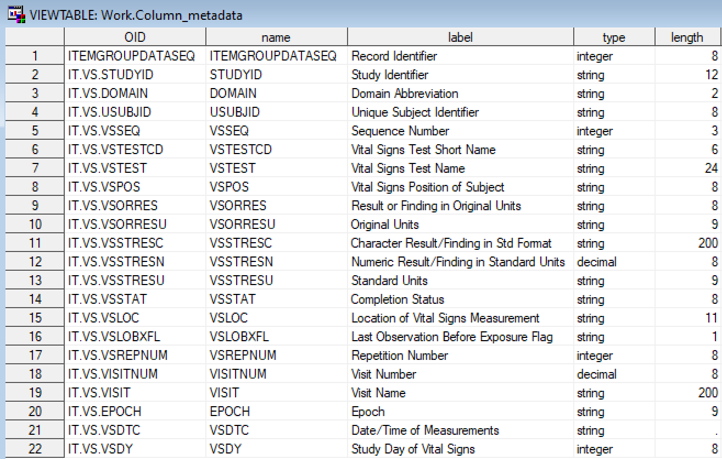 VIEWTABLE: Work.Column_metadata
OID name label type length
1 ITEMGROUPDATASEQ ITEMGROUPDATASEQ Record Identifier integer 8
2 IT.VS.STUDYID STUDYID Study Identifier string 12
3 IT.VS.DOMAIN DOMAIN Domain Abbreviation string 2
4 IT.VS.USUBJID USUBJID Unique Subject Identifier string 8
5 IT.VS.VSSEQ VSSEQ Sequence Number integer 3
6 IT.VS.VSTESTCD VSTESTCD Vital Signs Test Short Name string 6
7 IT.VS.VSTEST VSTEST Vital Signs Test Name string 24
8 IT.VS.VSPOS VSPOS Vital Signs Position of Subject string 8
9 IT.VS.VSORRES VSORRES Result or Finding in Original Units string 8
10 IT.VS.VSORRESU VSORRESU Original Units string 9
11 IT.VS.VSSTRESC VSSTRESC Character Result/Finding in Std Format string 200
12 IT.VS.VSSTRESN VSSTRESN Numeric Result/Finding in Standard Units decimal 8
13 IT.VS.VSSTRESU VSSTRESU Standard Units string 9
14 IT.VS.VSSTAT VSSTAT Completion Status string 8
15 IT.VS.VSLOC VSLOC Location of Vital Signs Measurement string 11
16 IT.VS.VSLOBXFL VSLOBXFL Last Observation Before Exposure Flag string 1
17 IT.VS.VSREPNUM VSREPNUM Repetition Number integer 8
18 IT.VS.VISITNUM VISITNUM Visit Number decimal 8
19 IT.VS.VISIT VISIT Visit Name string 200
20 IT.VS.EPOCH EPOCH Epoch string 9
21 IT.VS.VSDTC VSDTC Date/Time of Measurements string .
22 IT.VS.VSDY VSDY Study Day of Vital Signs integer 8